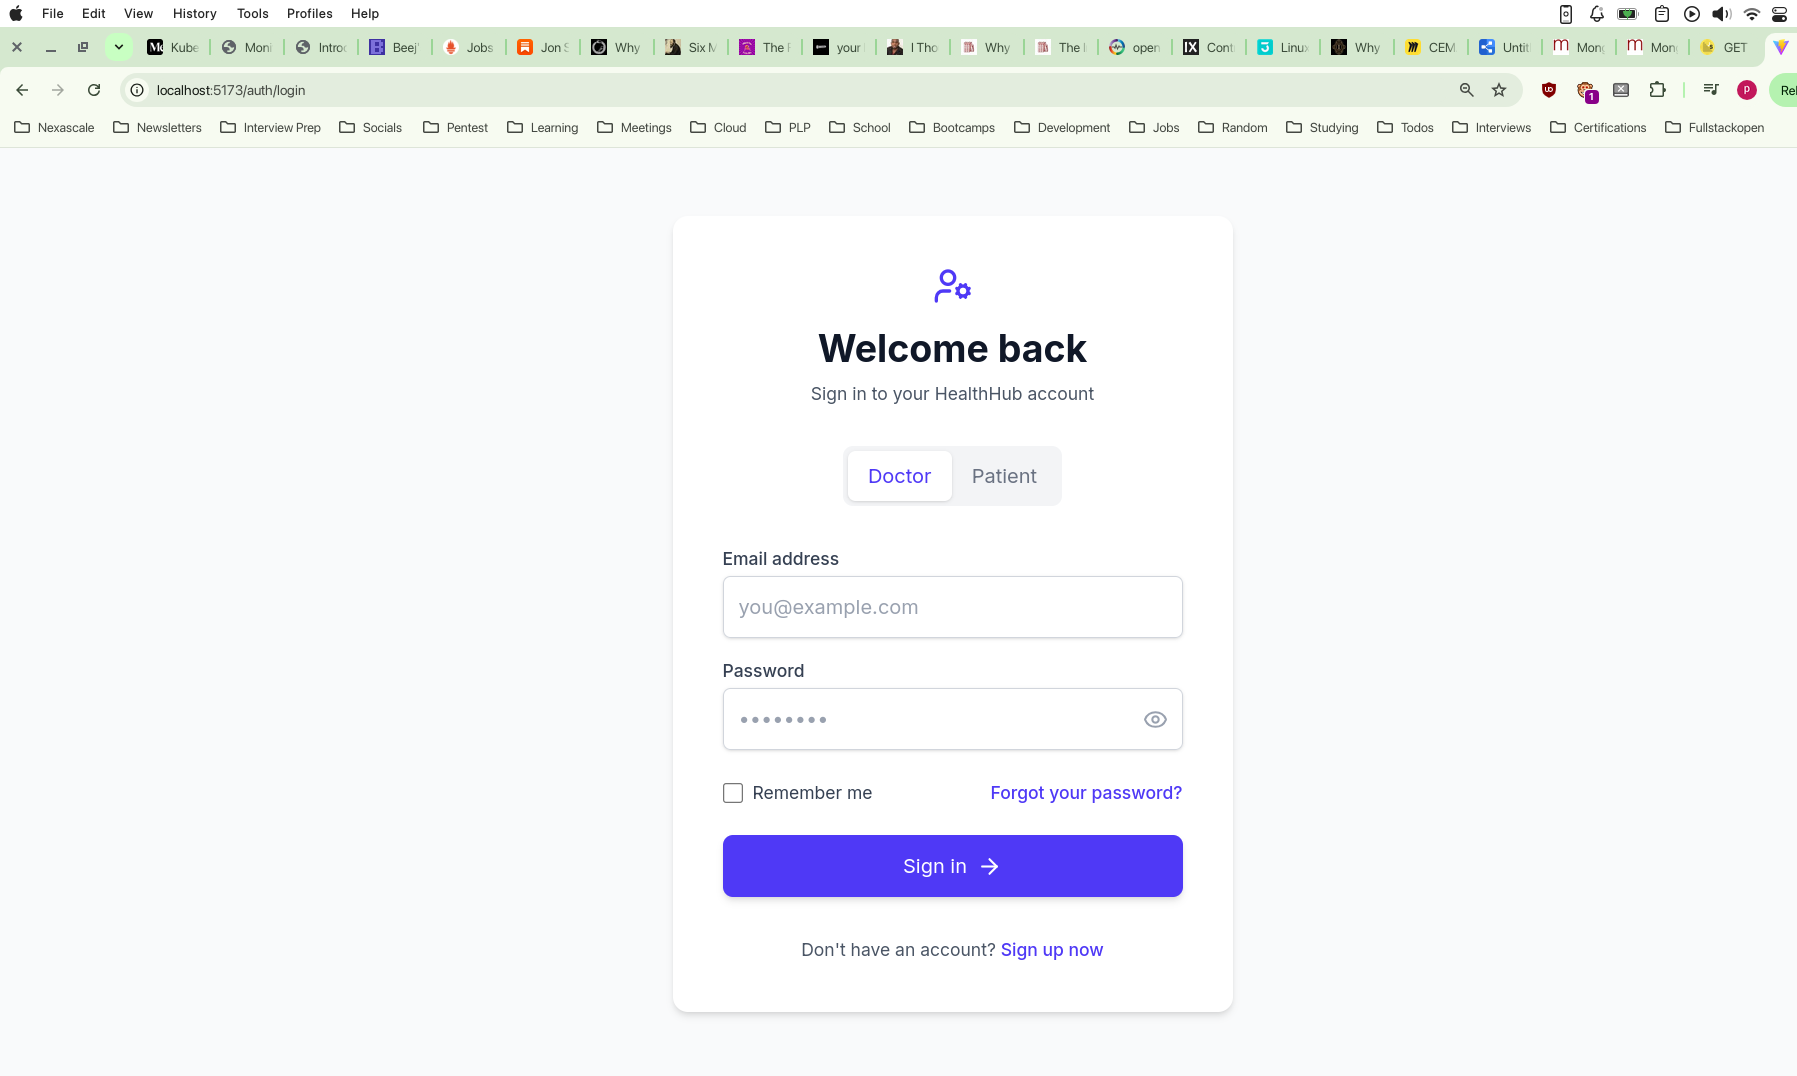 File Edit View History Tools Profiles Help
Kube Moni Introd Beej' Jobs Jon S Why Six M The F your I Tho Why The I open Cont Linux Why CEM Untit Mong Mong GET
localhost:5173/auth/login
1
p
Rel
Nexascale Newsletters Interview Prep Socials Pentest Learning Meetings Cloud PLP School Bootcamps Development Jobs Random Studying Todos Interviews Certifications Fullstackopen
Welcome back
Sign in to your HealthHub account
Doctor Patient
Email address
you@example.com
Password
Remember me Forgot your password?
Sign in
Don't have an account? Sign up now